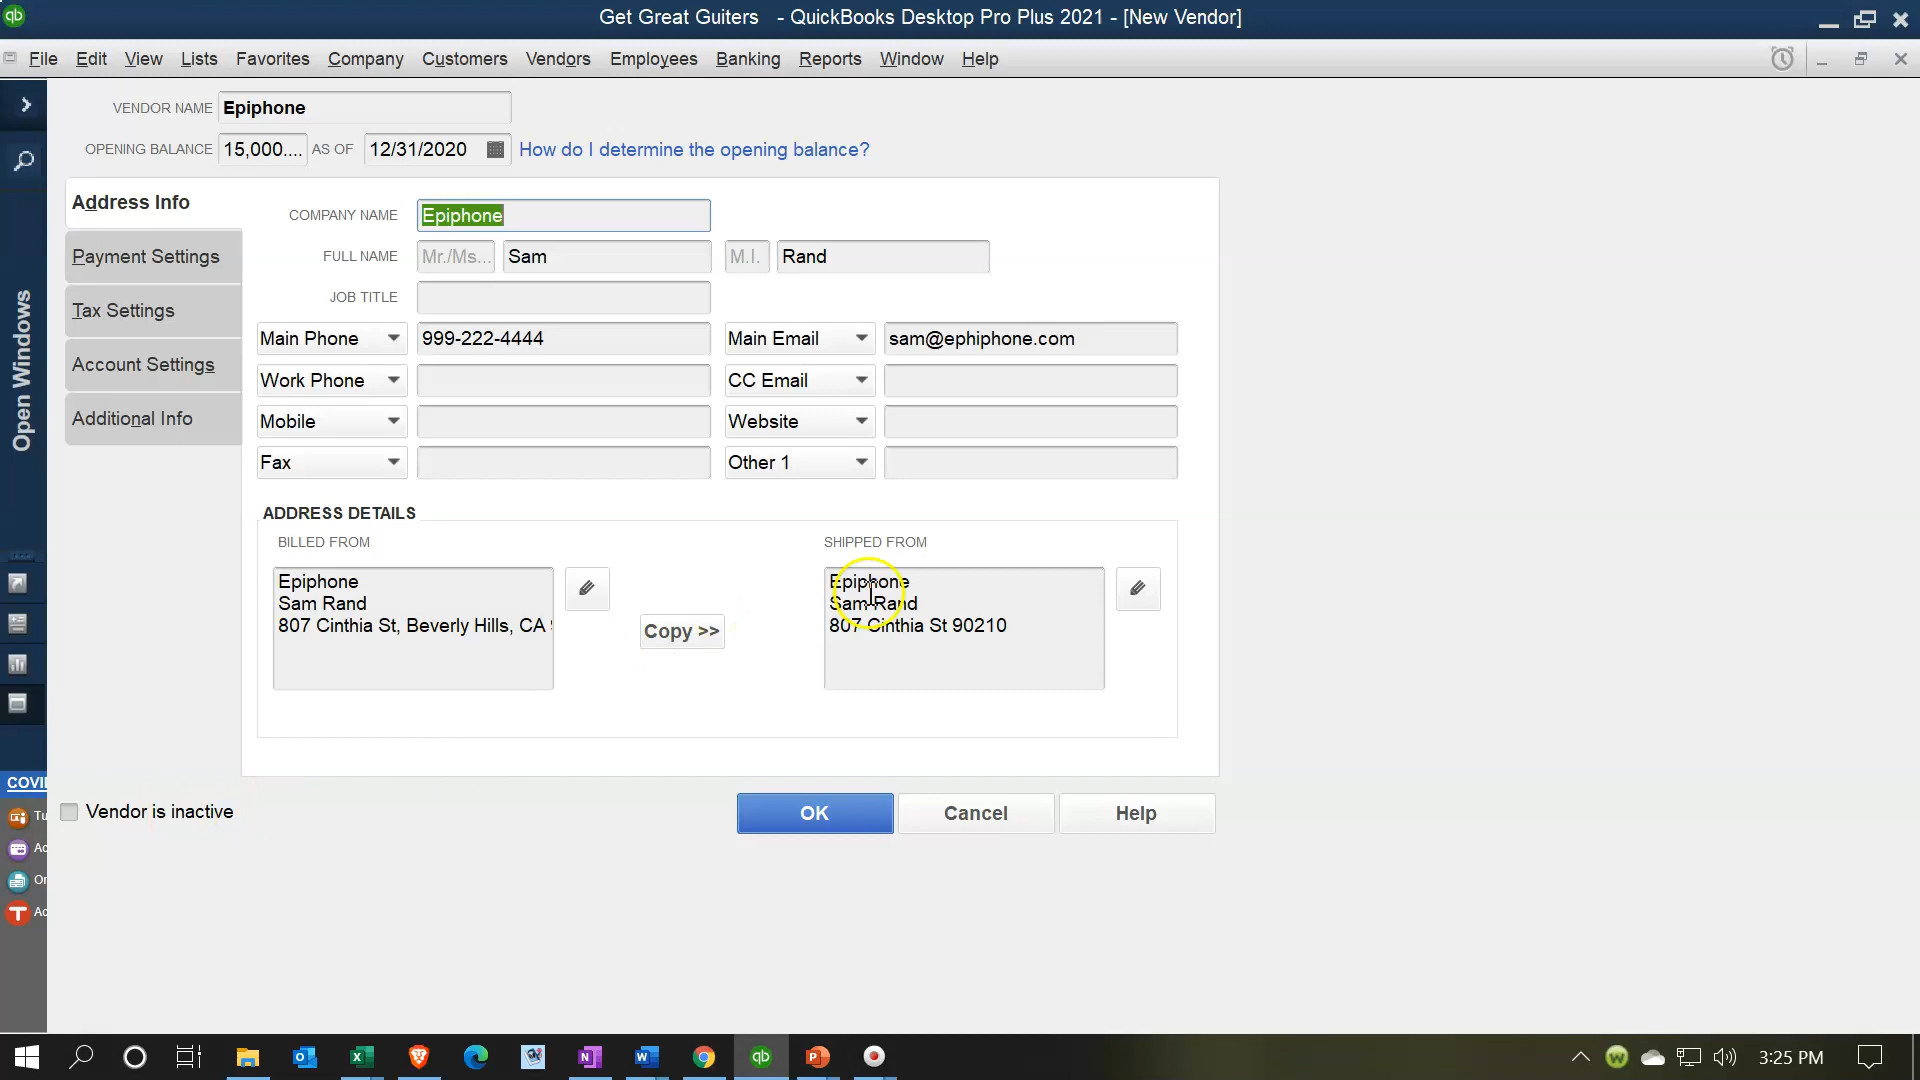 qb
Get Great Guiters - QuickBooks Desktop Pro Plus 2021 - [New Vendor]
File Edit View Lists Favorites Company Customers Vendors Employees Banking Reports Window Help
VENDOR NAME Epiphone
OPENING BALANCE 15,000.... AS OF 12/31/2020 How do I determine the opening balance?
Address Info
Payment Settings
Tax Settings
Account Settings
Additional Info
COMPANY NAME Epiphone
FULL NAME Mr./Ms... Sam M.I. Rand
JOB TITLE
Main Phone 999-222-4444 Main Email sam@ephiphone.com
Work Phone CC Email
Mobile Website
Fax Other 1
ADDRESS DETAILS
BILLED FROM
Epiphone
Sam Rand
807 Cinthia St, Beverly Hills, CA
Copy >>
SHIPPED FROM
Epiphone
Sam Rand
807 Cinthia St 90210
Vendor is inactive
OK Cancel Help
Open Windows
COVI
Tu
Ac
Or
Ac
3:25 PM